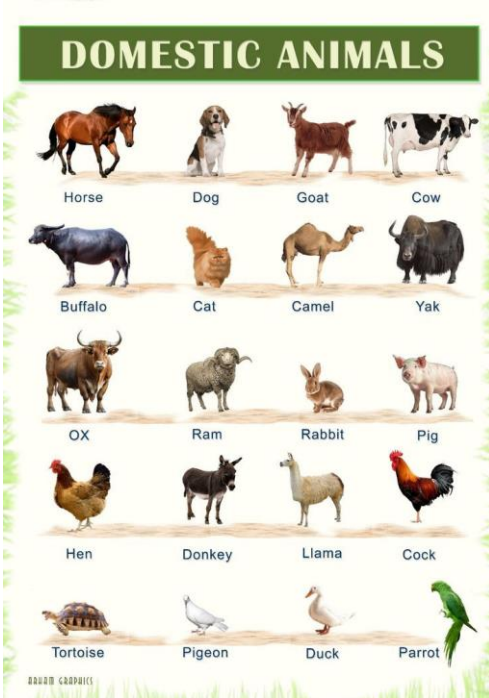 DOMESTIC ANIMALS
Horse Dog Goat Cow
Buffalo Cat Camel Yak
OX Ram Rabbit Pig
Hen Donkey Llama Cock
Tortoise Pigeon Duck Parrot
GRAPHICS